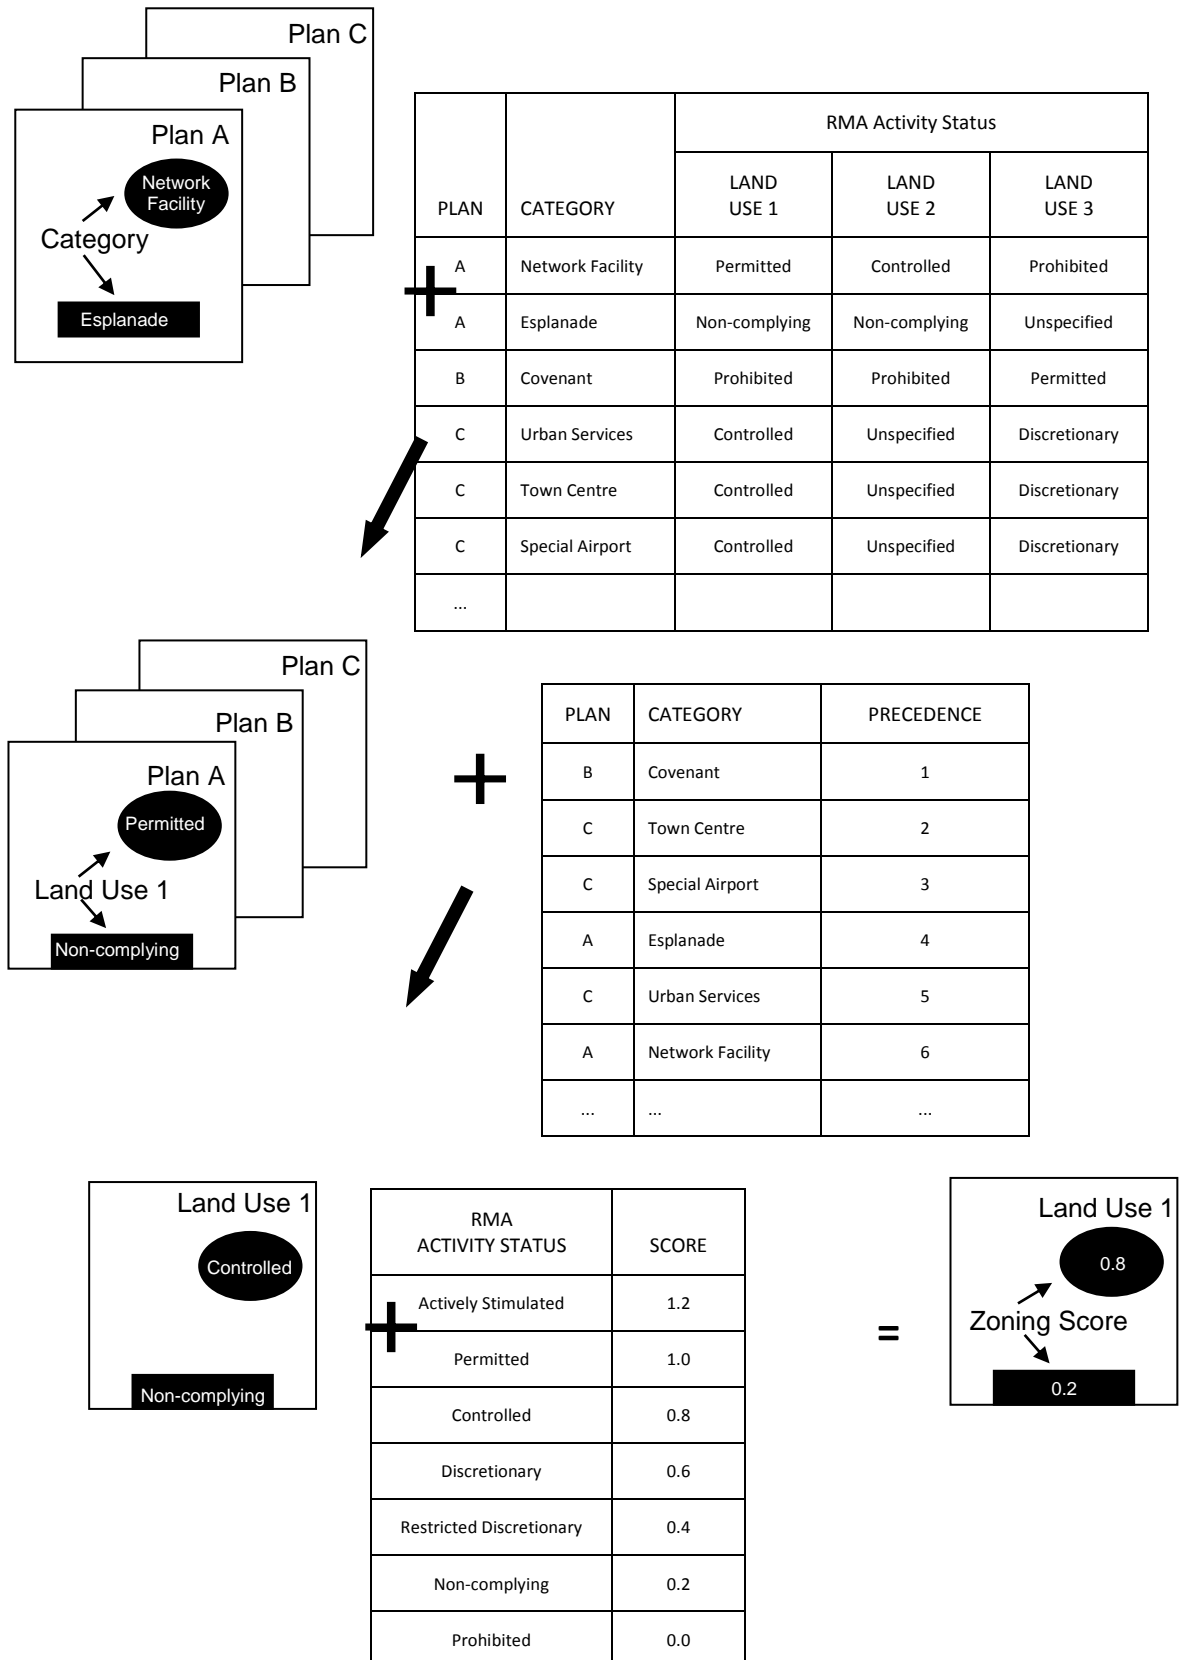 Plan C
Plan B
Plan A
Network
Facility
Category
Esplanade
+
PLAN CATEGORY RMA Activity Status
LAND USE 1 LAND USE 2 LAND USE 3
A Network Facility Permitted Controlled Prohibited
A Esplanade Non-complying Non-complying Unspecified
B Covenant Prohibited Prohibited Permitted
C Urban Services Controlled Unspecified Discretionary
C Town Centre Controlled Unspecified Discretionary
C Special Airport Controlled Unspecified Discretionary
...
Plan C
Plan B
Plan A
Permitted
Land Use 1
Non-complying
+
PLAN CATEGORY PRECEDENCE
B Covenant 1
C Town Centre 2
C Special Airport 3
A Esplanade 4
C Urban Services 5
A Network Facility 6
... ... ...
Land Use 1
Controlled
Non-complying
+
RMA
ACTIVITY STATUS SCORE
Actively Stimulated 1.2
Permitted 1.0
Controlled 0.8
Discretionary 0.6
Restricted Discretionary 0.4
Non-complying 0.2
Prohibited 0.0
=
Land Use 1
0.8
Zoning Score
0.2